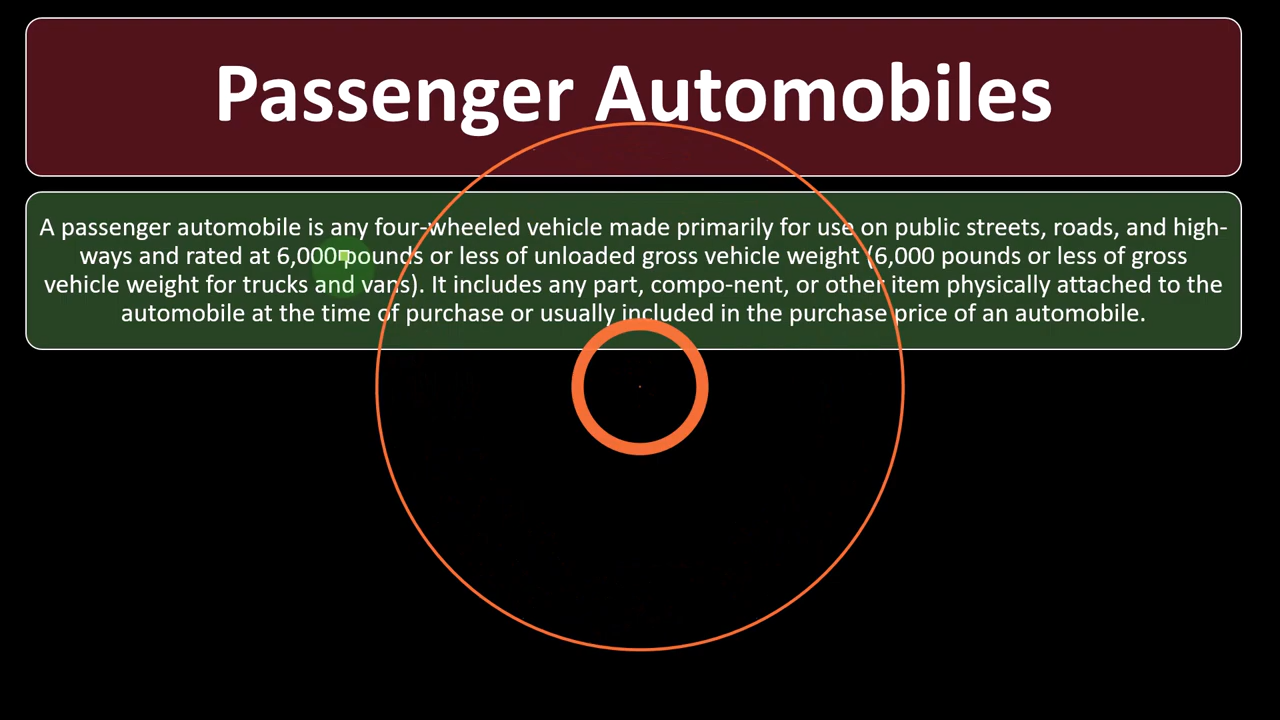 Passenger Automobiles
A passenger automobile is any four-wheeled vehicle made primarily for use on public streets, roads, and high-
ways and rated at 6,000 pounds or less of unloaded gross vehicle weight (6,000 pounds or less of gross
vehicle weight for trucks and vans). It includes any part, compo-nent, or other item physically attached to the
automobile at the time of purchase or usually included in the purchase price of an automobile.